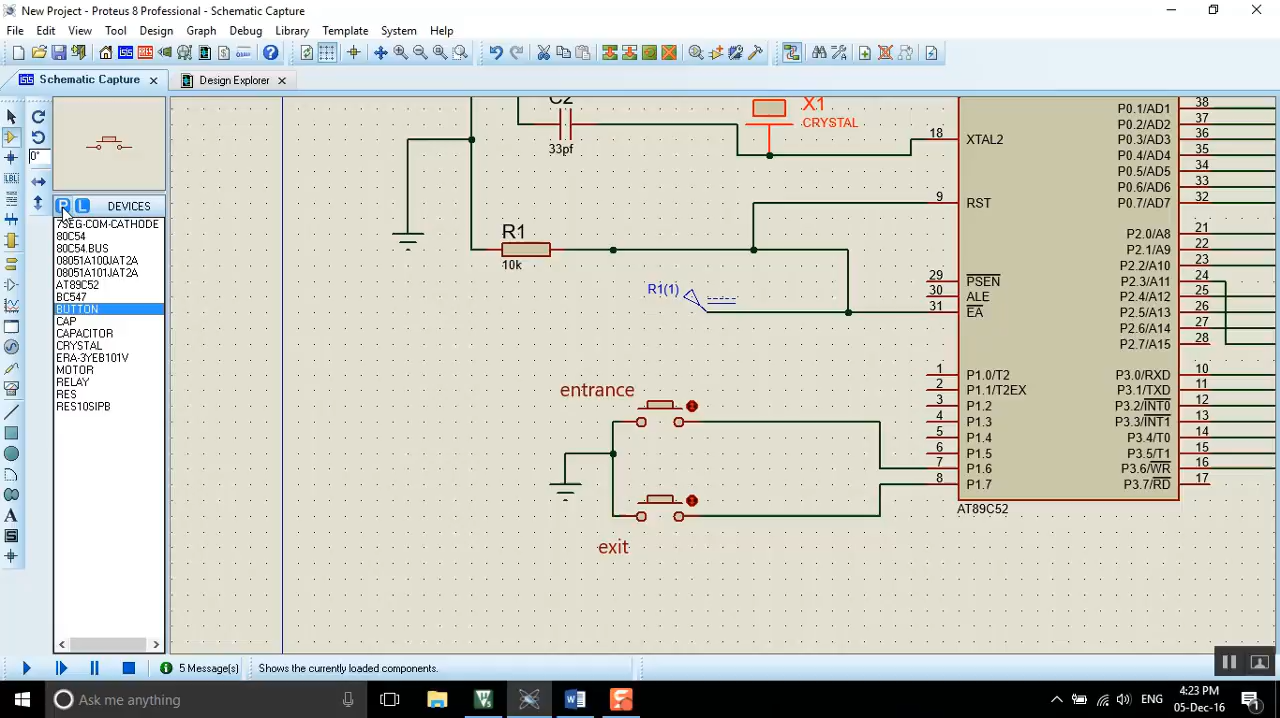 New Project - Proteus 8 Professional - Schematic Capture
File Edit View Tool Design Graph Debug Library Template System Help
Schematic Capture
Design Explorer
LBL
0°
P L DEVICES
7SEG-COM-CATHODE
80C54
80C54.BUS
08051A100JAT2A
08051A101JAT2A
AT89C52
BC547
BUTTON
CAP
CAPACITOR
CRYSTAL
ERA-3YEB101V
MOTOR
RELAY
RES
RES10SIPB
A
C2
33pf
X1
CRYSTAL
R1
10k
R1(1)
entrance
exit
18 XTAL2
9 RST
29 PSEN
30 ALE
31 EA
1 P1.0/T2
2 P1.1/T2EX
3 P1.2
4 P1.3
5 P1.4
6 P1.5
7 P1.6
8 P1.7
P0.1/AD1 38
P0.2/AD2 37
P0.3/AD3 36
P0.4/AD4 35
P0.5/AD5 34
P0.6/AD6 33
P0.7/AD7 32
P2.0/A8 21
P2.1/A9 22
P2.2/A10 23
P2.3/A11 24
P2.4/A12 25
P2.5/A13 26
P2.6/A14 27
P2.7/A15 28
P3.0/RXD 10
P3.1/TXD 11
P3.2/INT0 12
P3.3/INT1 13
P3.4/T0 14
P3.5/T1 15
P3.6/WR 16
P3.7/RD 17
AT89C52
5 Message(s)
Shows the currently loaded components.
Ask me anything
ENG
4:23 PM
05-Dec-16